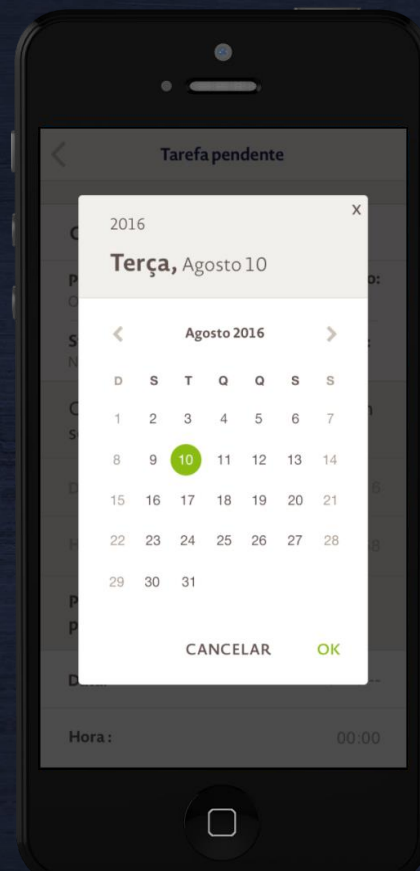 Tarefa pendente
2016
X
Terça, Agosto 10
Agosto 2016
D S T Q Q S S
1 2 3 4 5 6 7
8 9 10 11 12 13 14
15 16 17 18 19 20 21
22 23 24 25 26 27 28
29 30 31
CANCELAR OK
Hora: 00:00